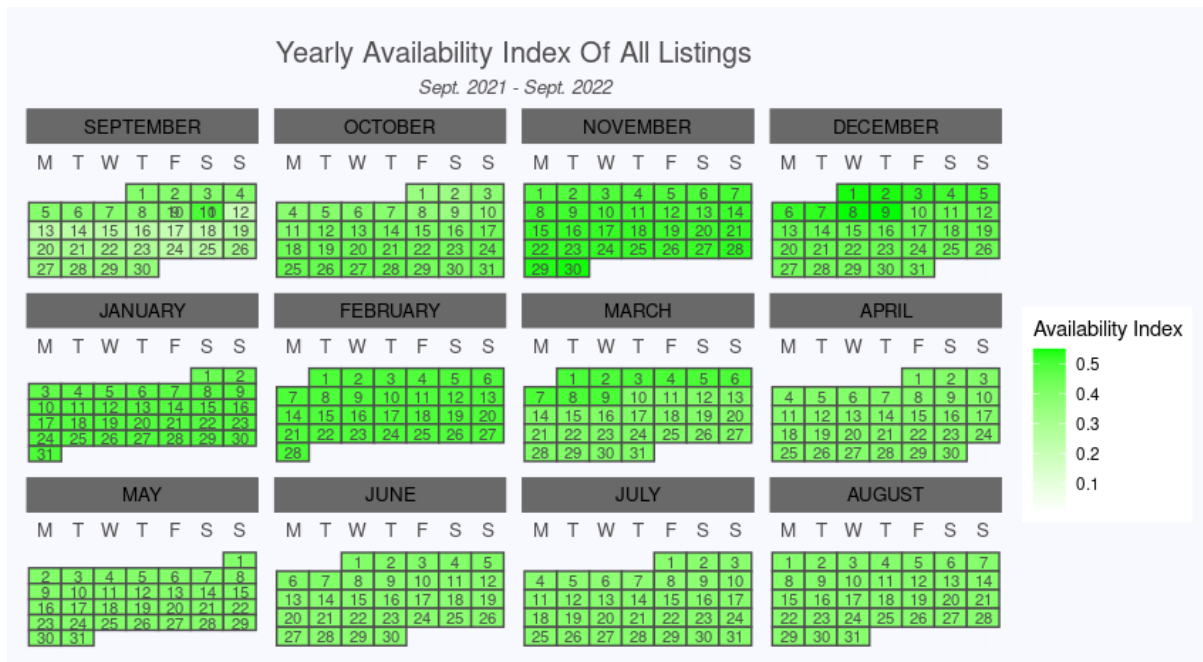 Yearly Availability Index Of All Listings
Sept. 2021 - Sept. 2022
SEPTEMBER
M T W T F S S
1 2 3 4
5 6 7 8 12
13 14 15 16 17 18 19
20 21 22 23 24 25 26
27 28 29 30
OCTOBER
M T W T F S S
1 2 3
4 5 6 7 8 9 10
11 12 13 14 15 16 17
18 19 20 21 22 23 24
25 26 27 28 29 30 31
NOVEMBER
M T W T F S S
1 2 3 4 5 6 7
8 9 10 11 12 13 14
15 16 17 18 19 20 21
22 23 24 25 26 27 28
29 30
DECEMBER
M T W T F S S
1 2 3 4 5
6 7 8 9 10 11 12
13 14 15 16 17 18 19
20 21 22 23 24 25 26
27 28 29 30 31
JANUARY
M T W T F S S
1 2
3 4 5 6 7 8 9
10 11 12 13 14 15 16
17 18 19 20 21 22 23
24 25 26 27 28 29 30
31
FEBRUARY
M T W T F S S
1 2 3 4 5 6
7 8 9 10 11 12 13
14 15 16 17 18 19 20
21 22 23 24 25 26 27
28
MARCH
M T W T F S S
1 2 3 4 5 6
7 8 9 10 11 12 13
14 15 16 17 18 19 20
21 22 23 24 25 26 27
28 29 30 31
APRIL
M T W T F S S
1 2 3
4 5 6 7 8 9 10
11 12 13 14 15 16 17
18 19 20 21 22 23 24
25 26 27 28 29 30
MAY
M T W T F S S
1
2 3 4 5 6 7 8
9 10 11 12 13 14 15
16 17 18 19 20 21 22
23 24 25 26 27 28 29
30 31
JUNE
M T W T F S S
1 2 3 4 5
6 7 8 9 10 11 12
13 14 15 16 17 18 19
20 21 22 23 24 25 26
27 28 29 30
JULY
M T W T F S S
1 2 3
4 5 6 7 8 9 10
11 12 13 14 15 16 17
18 19 20 21 22 23 24
25 26 27 28 29 30 31
AUGUST
M T W T F S S
1 2 3 4 5 6 7
8 9 10 11 12 13 14
15 16 17 18 19 20 21
22 23 24 25 26 27 28
29 30 31
Availability Index
0.5
0.4
0.3
0.2
0.1